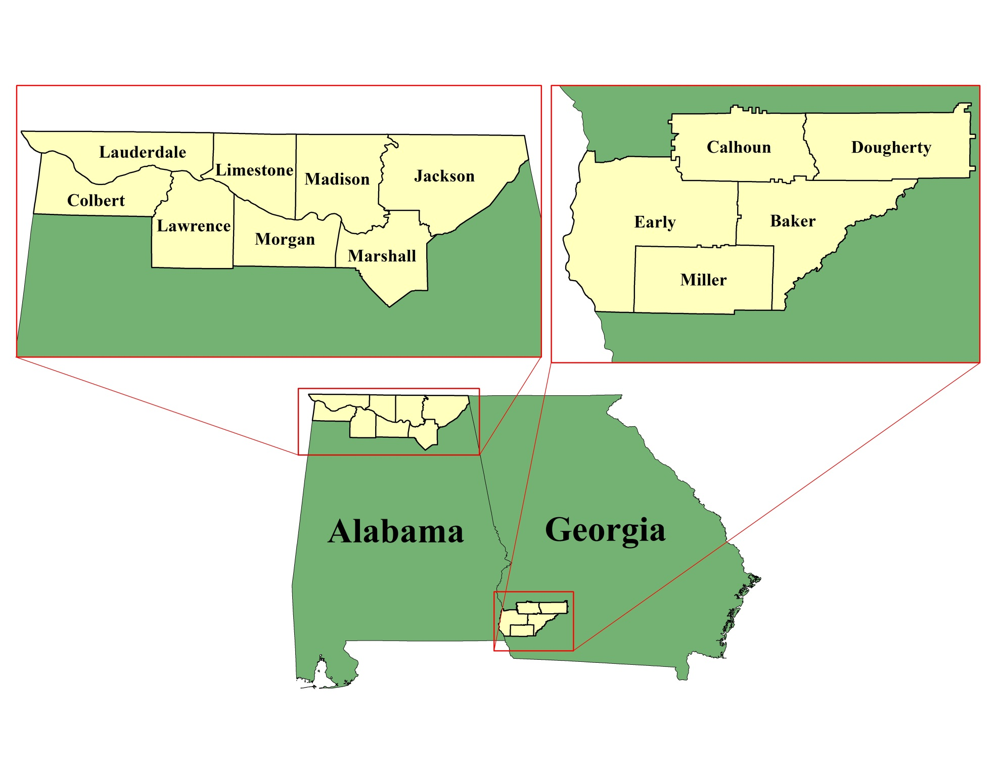 Lauderdale
Limestone
Madison
Jackson
Colbert
Lawrence
Morgan
Marshall
Calhoun
Dougherty
Early
Baker
Miller
Alabama
Georgia